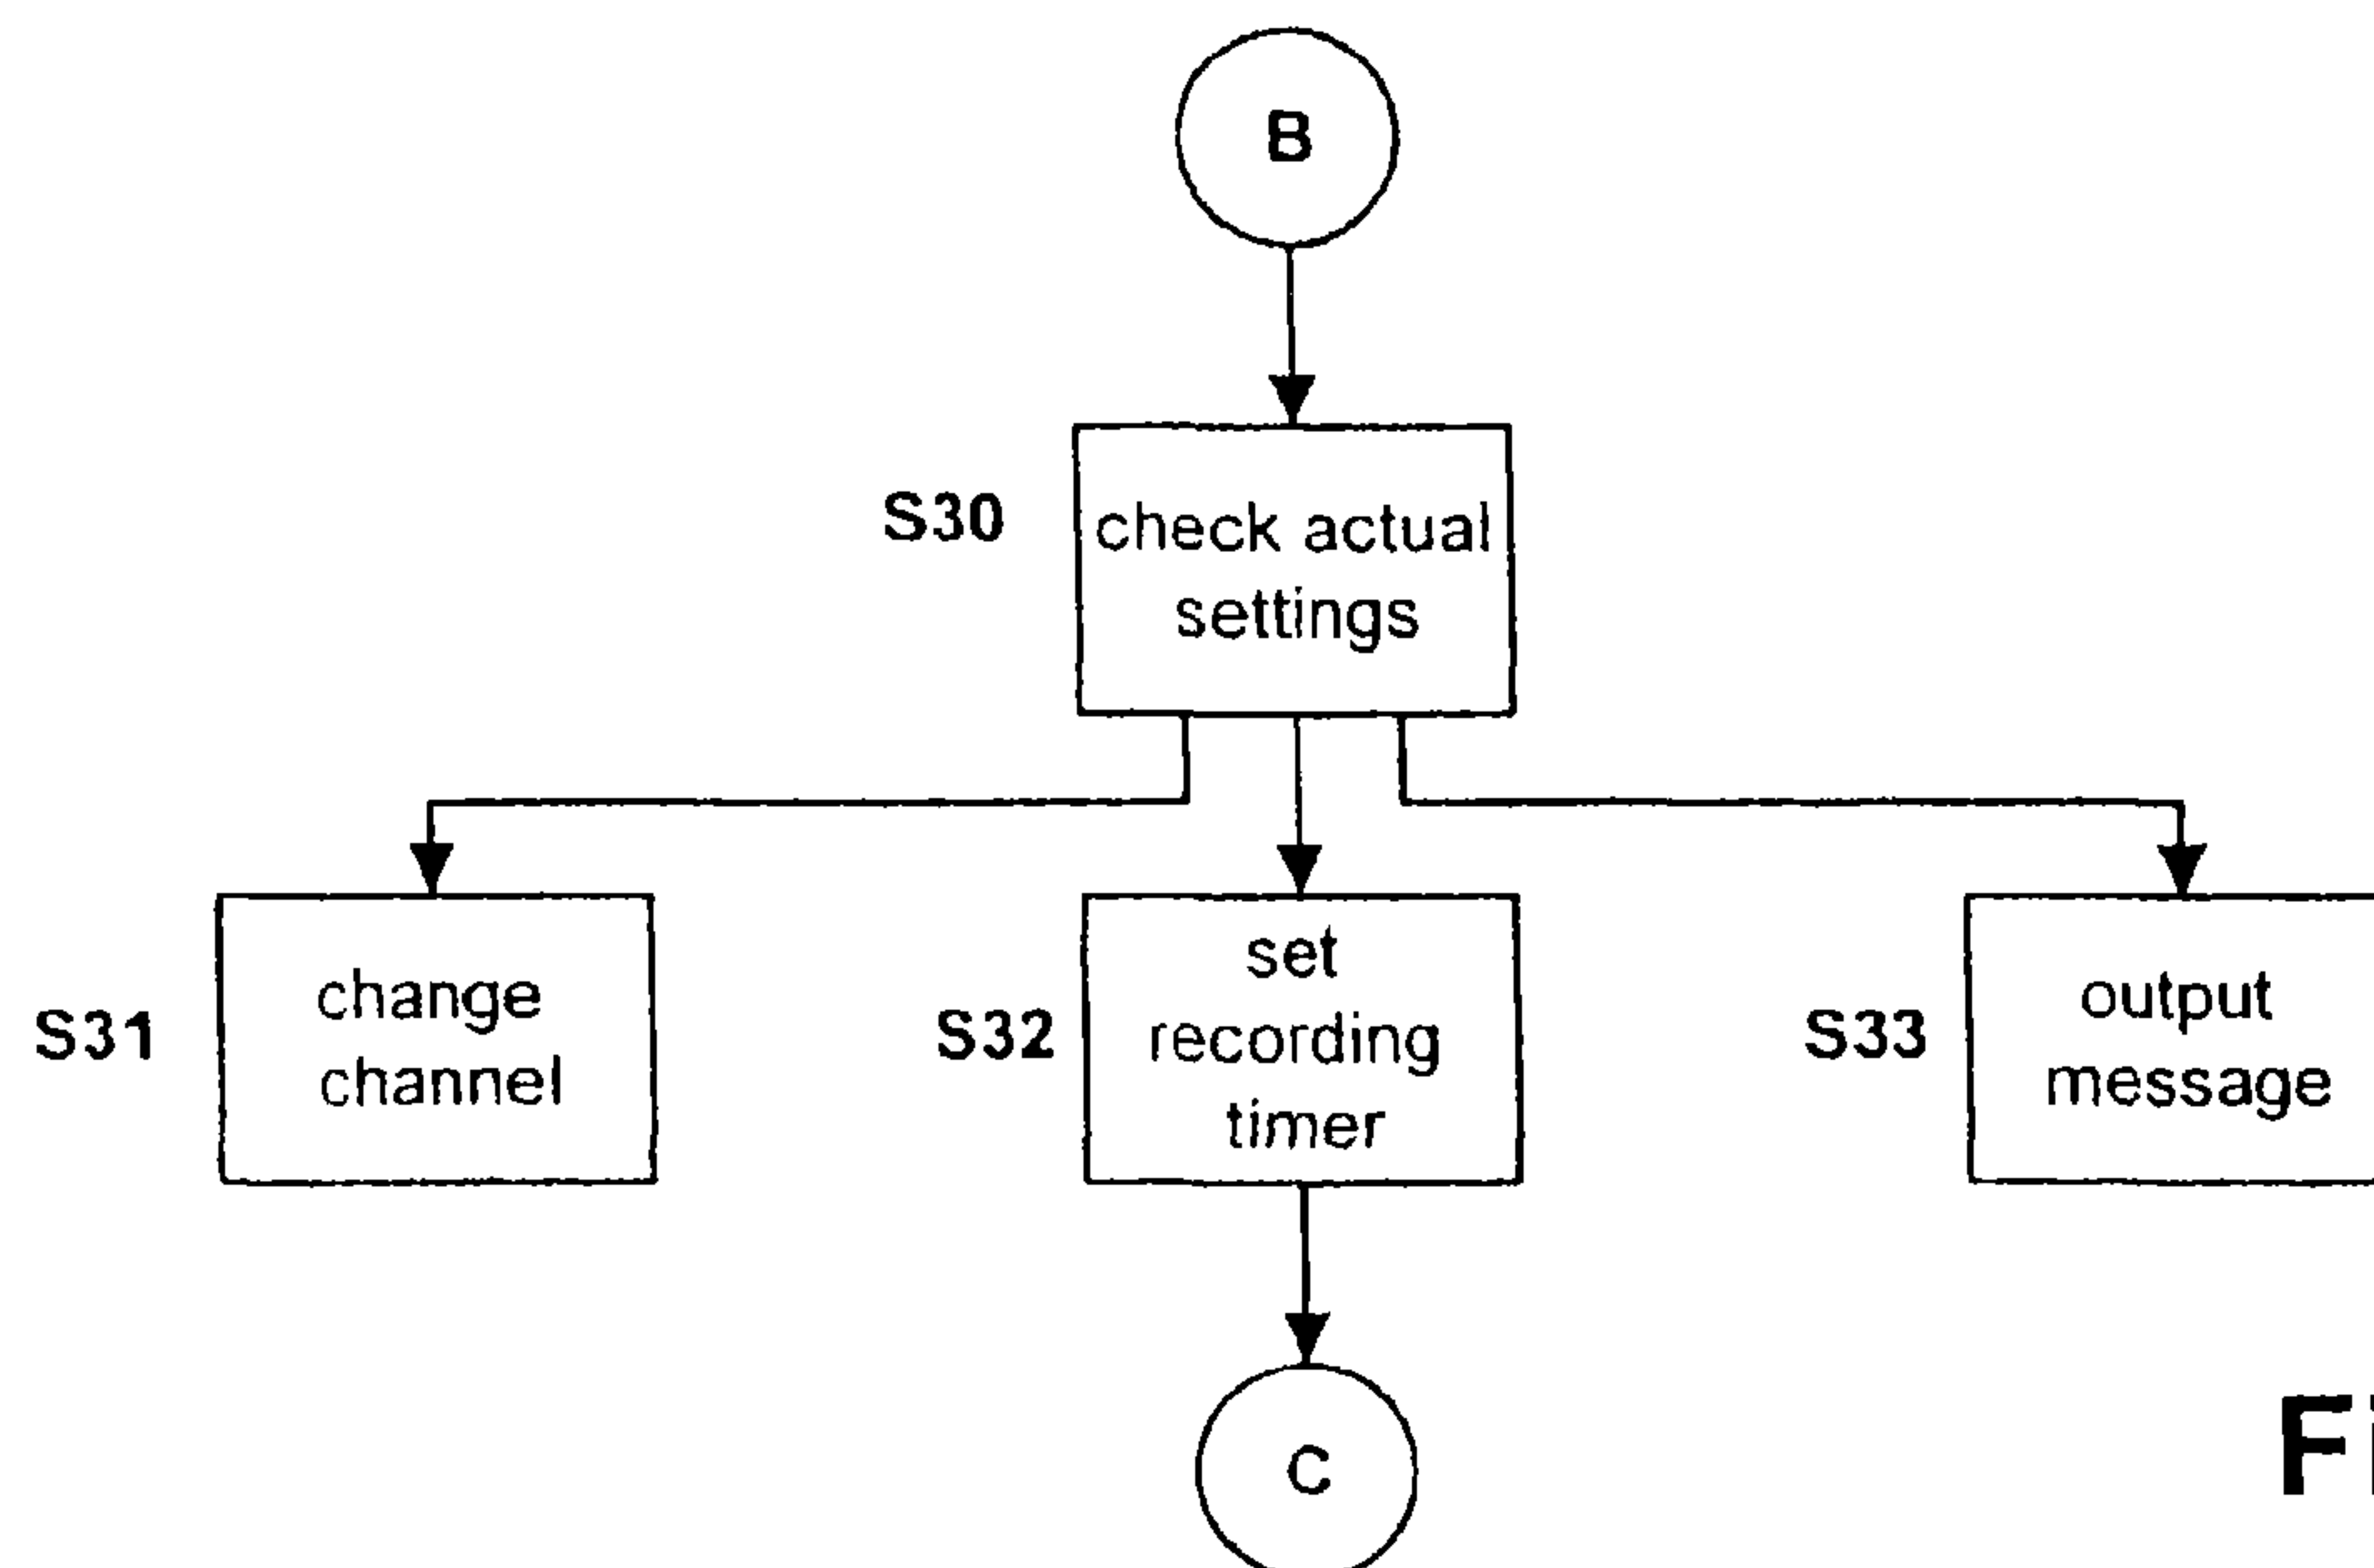 B
S30
check actual
settings
S31
change
channel
S32
set
recording
timer
S33
output
message
C